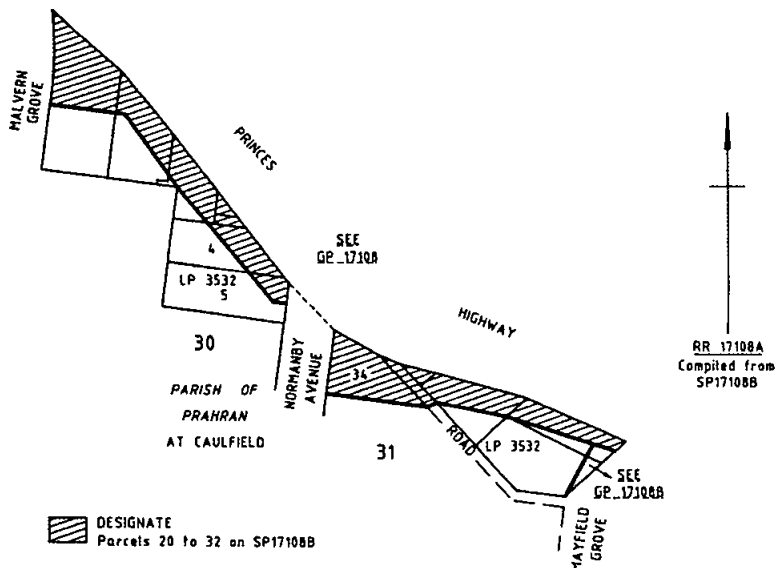 MALVERN
GROVE
PRINCES
SEE
GP 17108
4
LP 3532
5
HIGHWAY
30
NORMANBY
AVENUE
34
RR 17108A
Compiled from
SP17108B
PARISH OF
PRAHRAN
AT CAULFIELD
31
ROAD
LP 3532
SEE
GP 17108B
DESIGNATE
Parcels 20 to 32 on SP17108B
MAYFIELD
GROVE